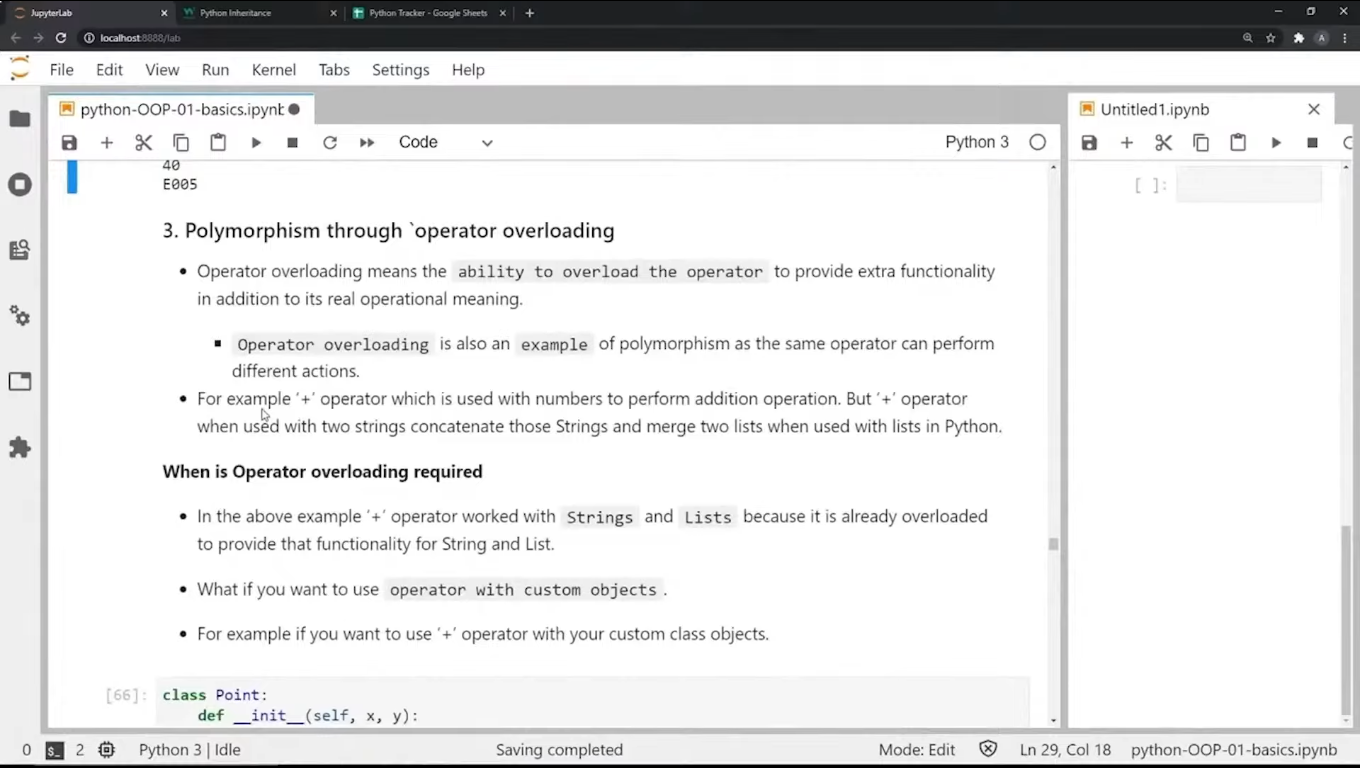 JupyterLab
Python Inheritance
Python Tracker - Google Sheets
localhost:8888/lab
A
File Edit View Run Kernel Tabs Settings Help
python-OOP-01-basics.ipynb
Untitled1.ipynb
Code
Python 3
[ ]:
40
E005
3. Polymorphism through `operator overloading
• Operator overloading means the ability to overload the operator to provide extra functionality
in addition to its real operational meaning.
▪ Operator overloading is also an example of polymorphism as the same operator can perform
different actions.
• For example '+' operator which is used with numbers to perform addition operation. But '+' operator
when used with two strings concatenate those Strings and merge two lists when used with lists in Python.
When is Operator overloading required
• In the above example '+' operator worked with Strings and Lists because it is already overloaded
to provide that functionality for String and List.
• What if you want to use operator with custom objects.
• For example if you want to use '+' operator with your custom class objects.
[66]: class Point:
def __init__(self, x, y):
0 2 Python 3 | Idle Saving completed Mode: Edit Ln 29, Col 18 python-OOP-01-basics.ipynb